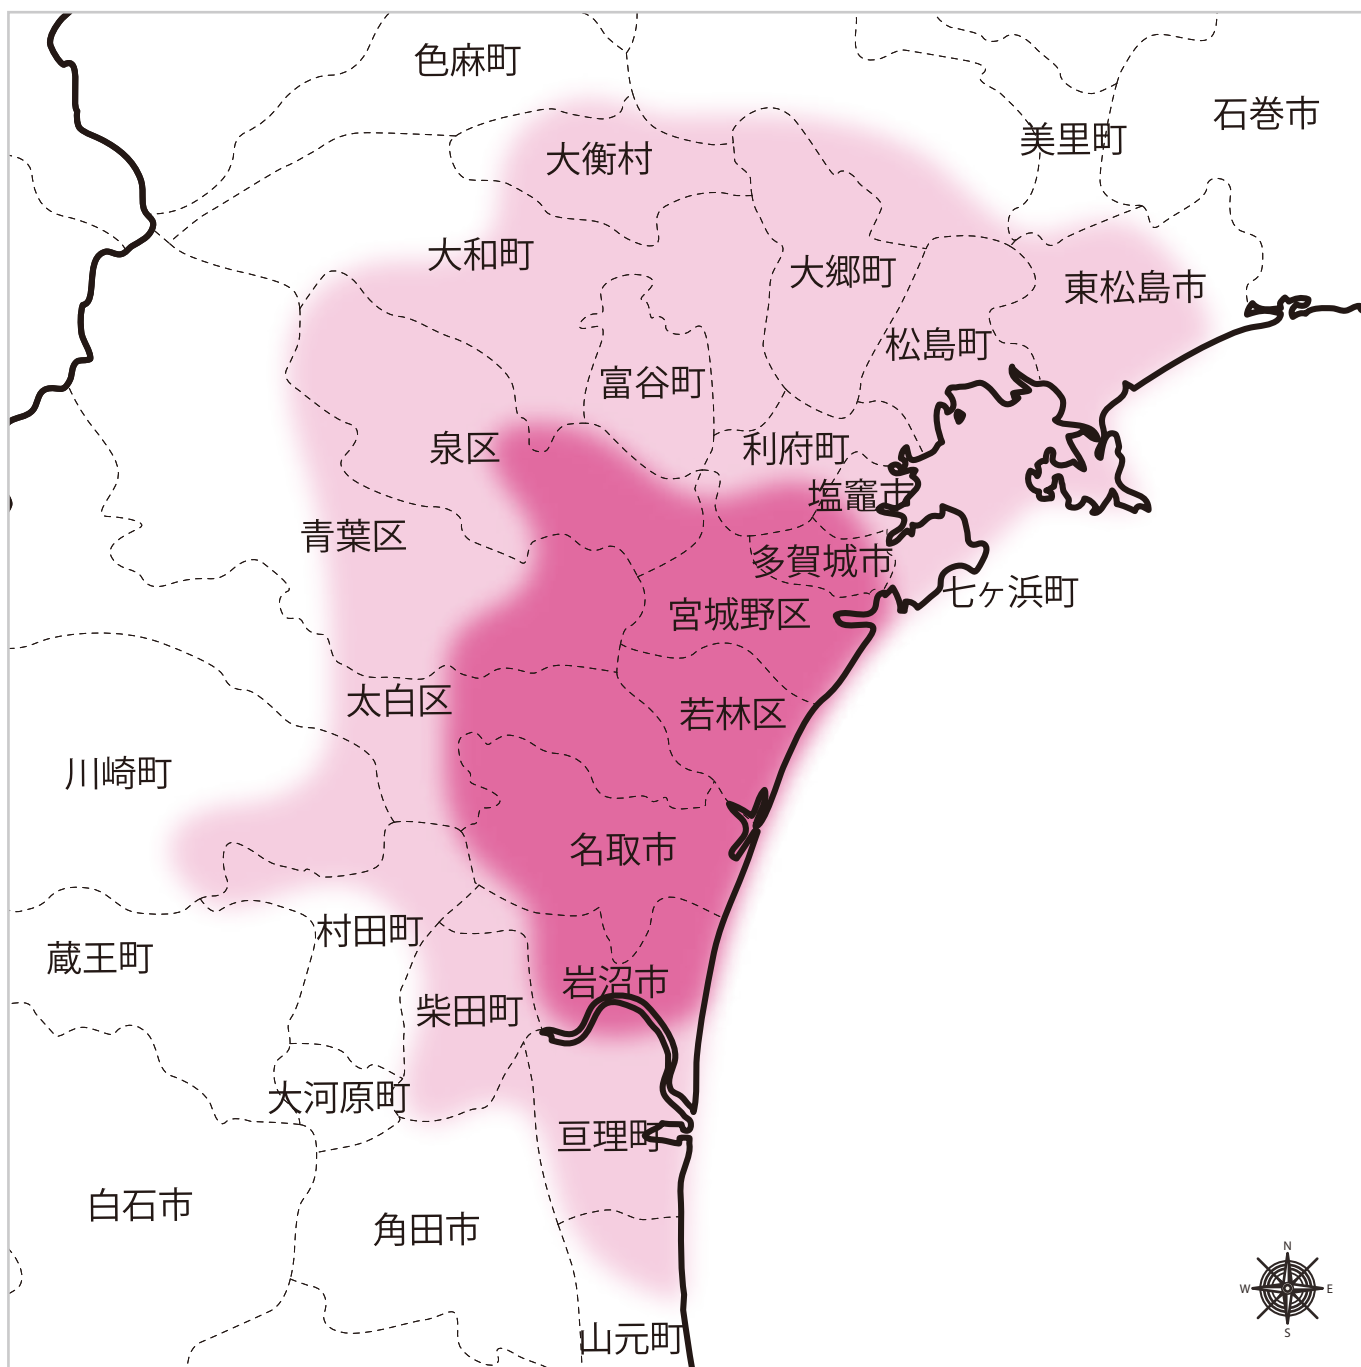 色麻町
石巻市
美里町
大衡村
大和町
大郷町
東松島市
松島町
富谷町
泉区
利府町
塩竈市
青葉区
多賀城市
七ヶ浜町
宮城野区
太白区
若林区
川崎町
名取市
村田町
蔵王町
岩沼市
柴田町
大河原町
亘理町
白石市
角田市
山元町
N
W
E
S